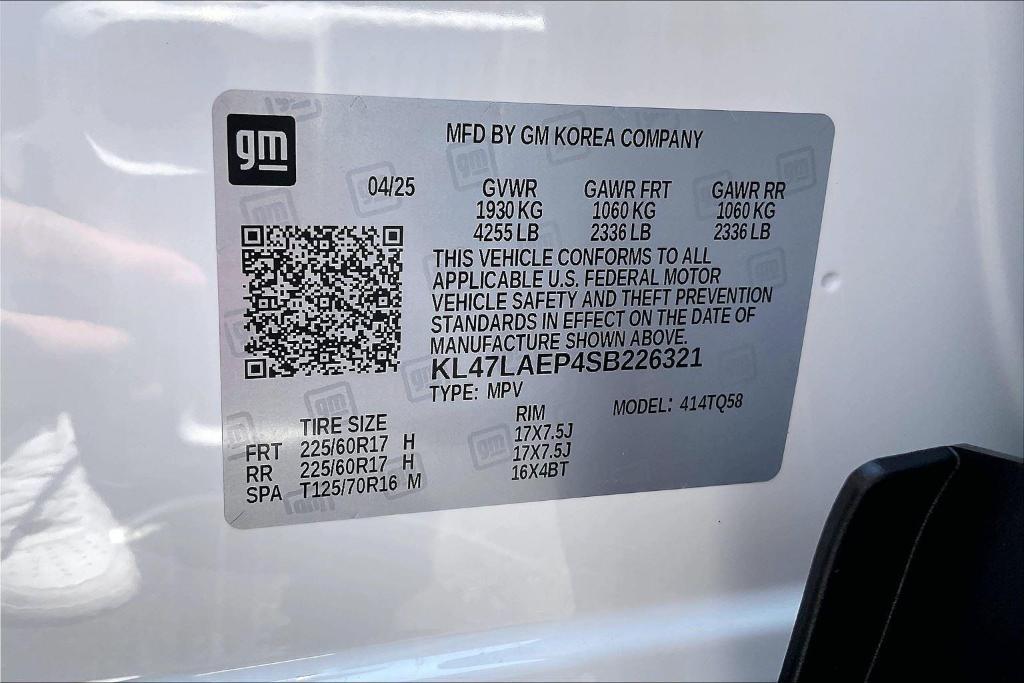 gm
MFD BY GM KOREA COMPANY
04/25 GVWR GAWR FRT GAWR RR
1930 KG 1060 KG 1060 KG
4255 LB 2336 LB 2336 LB
THIS VEHICLE CONFORMS TO ALL
APPLICABLE U.S. FEDERAL MOTOR
VEHICLE SAFETY AND THEFT PREVENTION
STANDARDS IN EFFECT ON THE DATE OF
MANUFACTURE SHOWN ABOVE.
KL47LAEP4SB226321
TYPE: MPV MODEL: 414TQ58
TIRE SIZE RIM
FRT 225/60R17 H 17X7.5J
RR 225/60R17 H 17X7.5J
SPA T125/70R16 M 16X4BT